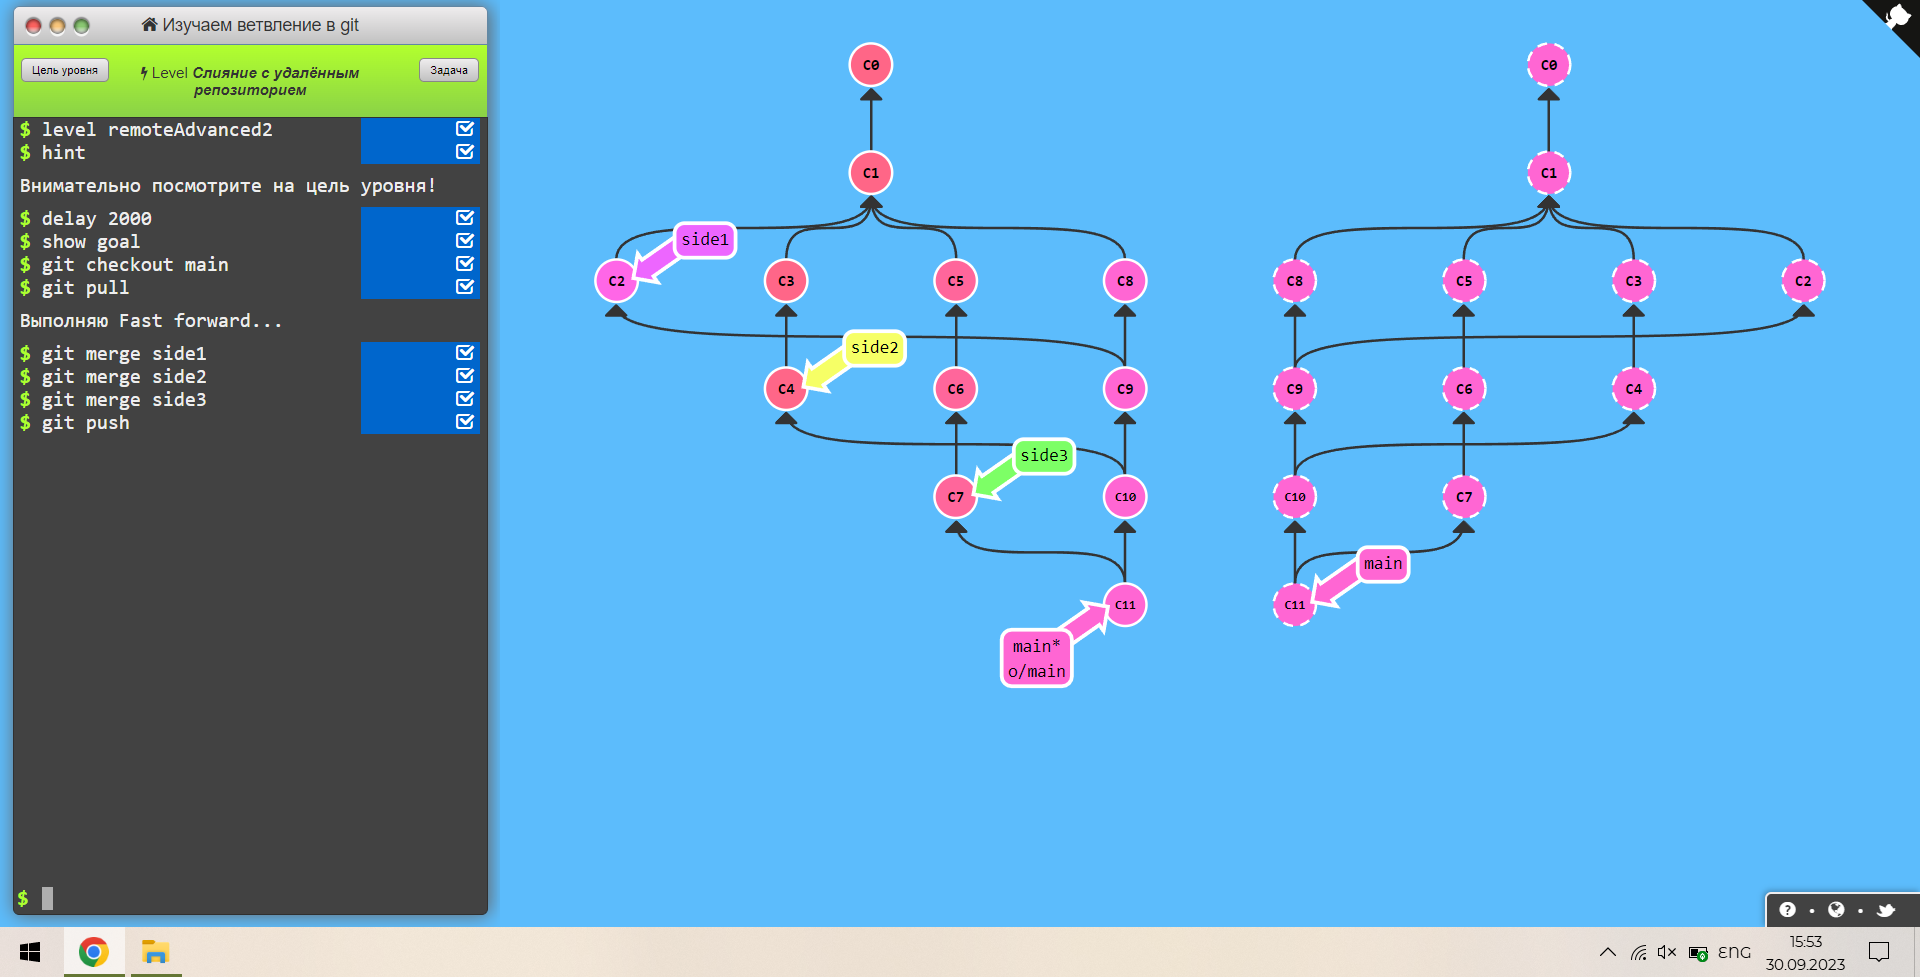 Изучаем ветвление в git
Цель уровня
Level Слияние с удалённым
репозиторием
Задача
$ level remoteAdvanced2
$ hint
Внимательно посмотрите на цель уровня!
$ delay 2000
$ show goal
$ git checkout main
$ git pull
Выполняю Fast forward...
$ git merge side1
$ git merge side2
$ git merge side3
$ git push
$
C0
C1
side1
C2
C3
C5
C8
side2
C4
C6
C9
side3
C7
C10
C11
main*
o/main
C0
C1
C8
C5
C3
C2
C9
C6
C4
C10
C7
main
C11
ENG
15:53
30.09.2023